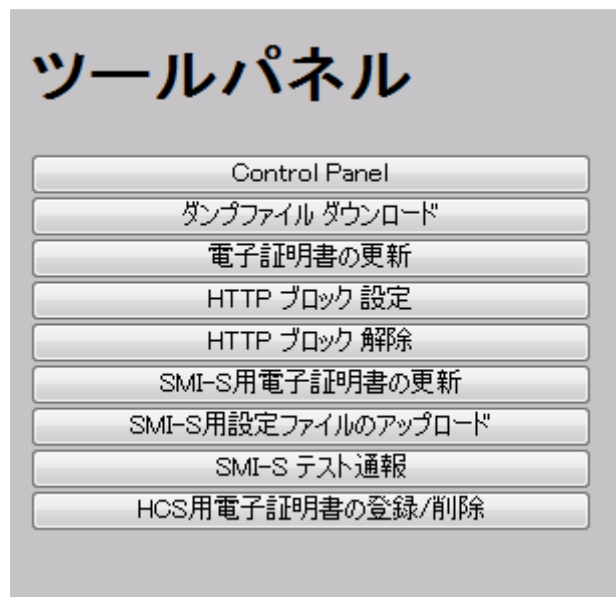 ツールパネル
Control Panel
ダンプファイル ダウンロード
電子証明書の更新
HTTP ブロック 設定
HTTP ブロック 解除
SMI-S用電子証明書の更新
SMI-S用設定ファイルのアップロード
SMI-S テスト通報
HCS用電子証明書の登録/削除